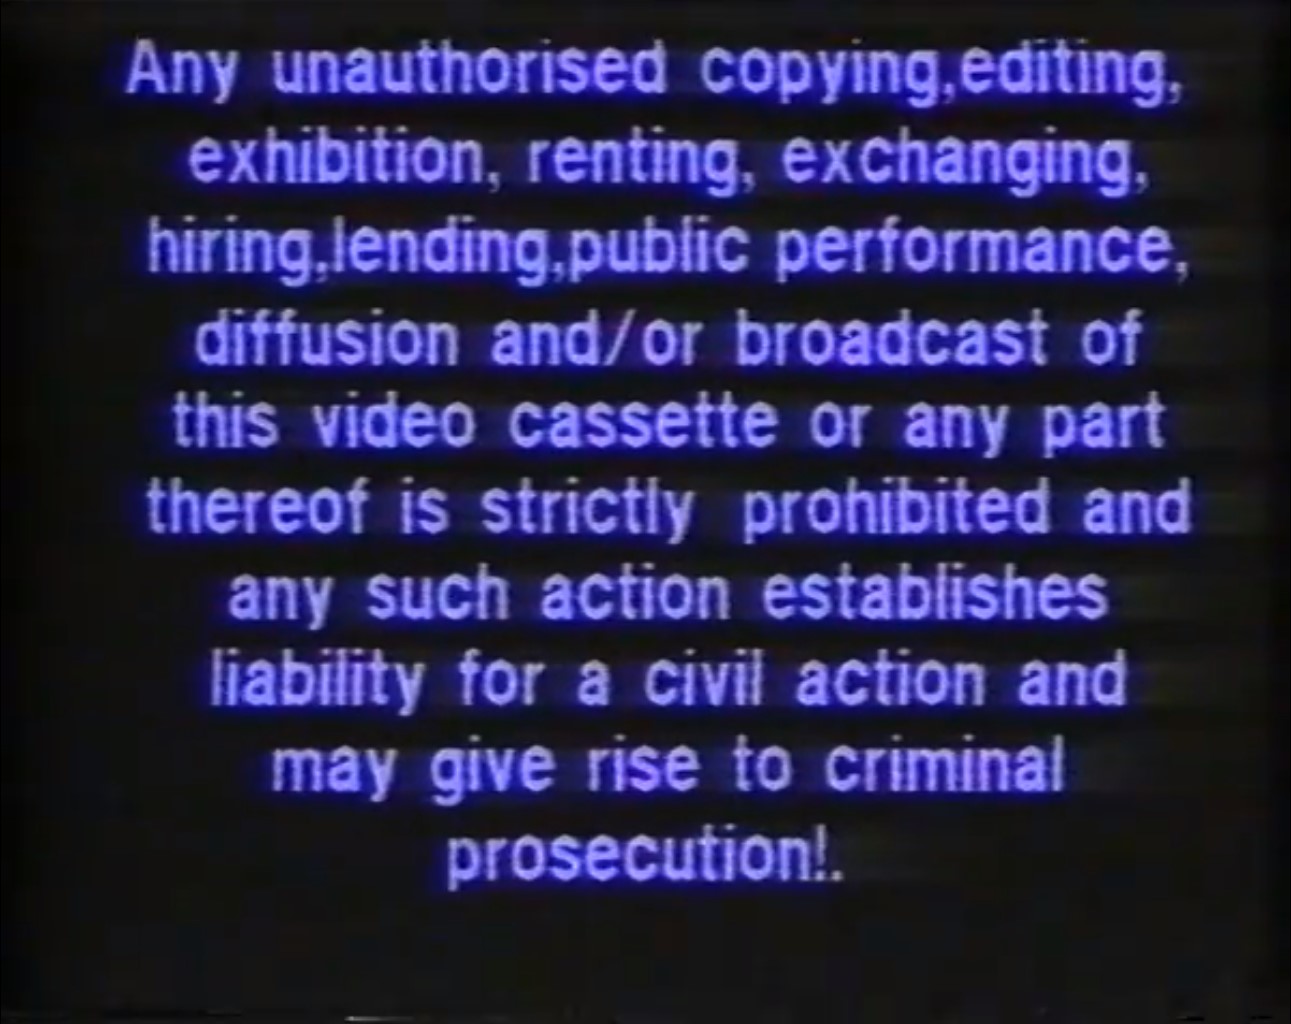 Any unauthorised copying,editing,
exhibition, renting, exchanging,
hiring,lending,public performance,
diffusion and/or broadcast of
this video cassette or any part
thereof is strictly prohibited and
any such action establishes
liability for a civil action and
may give rise to criminal
prosecution!.